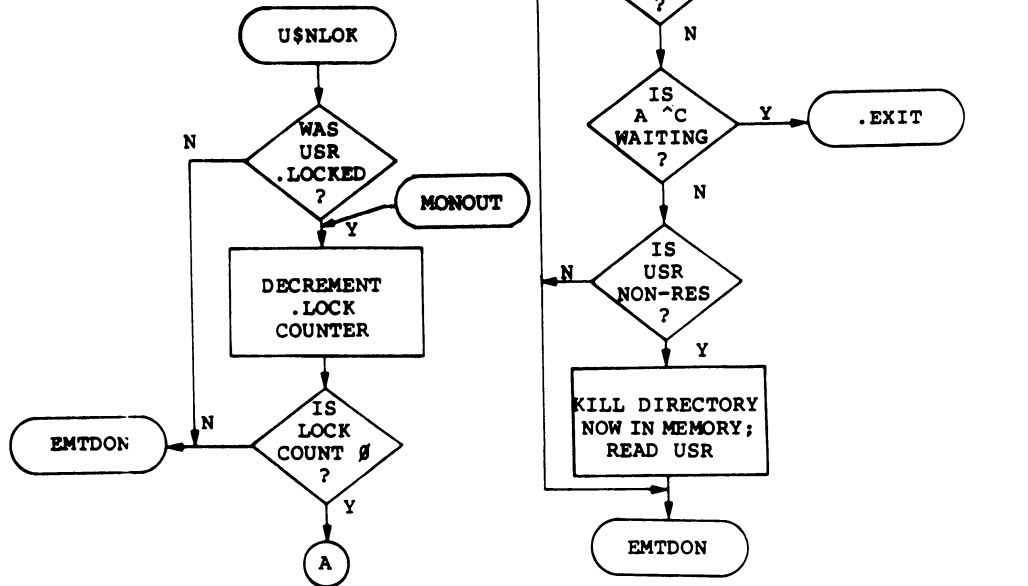 U$NLOK
WAS
USR
.LOCKED
?
N
Y
MONOUT
DECREMENT
.LOCK
COUNTER
IS
LOCK
COUNT Ø
?
N
EMTDON
Y
A
?
N
IS
A ^C
WAITING
?
Y
.EXIT
N
IS
USR
NON-RES
?
N
Y
KILL DIRECTORY
NOW IN MEMORY;
READ USR
EMTDON